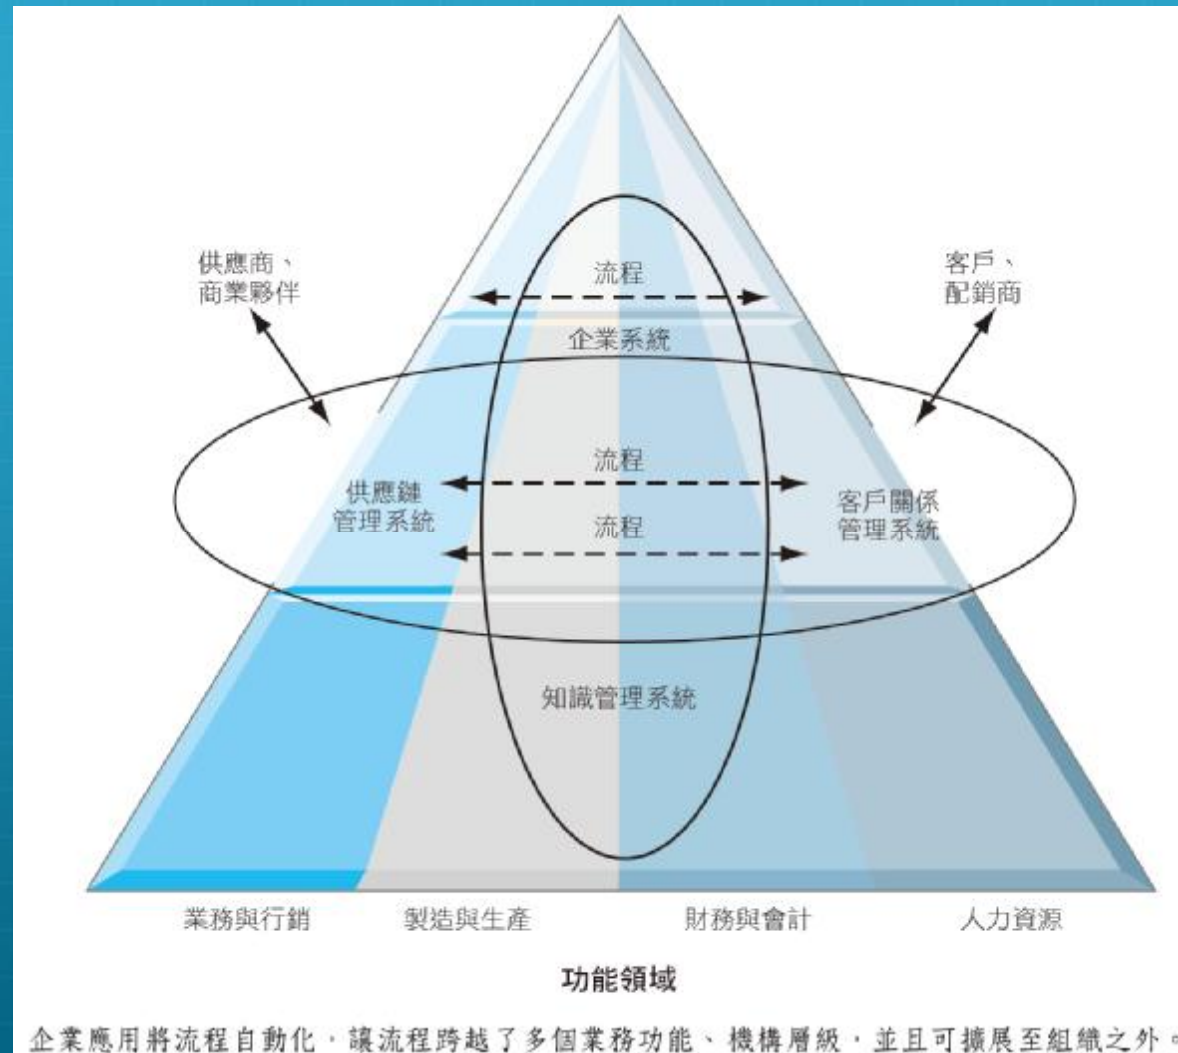 供應商、
商業夥伴
客戶、
配銷商
流程
企業系統
流程
供應鏈
管理系統
客戶關係
管理系統
流程
知識管理系統
業務與行銷
製造與生產
財務與會計
人力資源
功能領域
企業應用將流程自動化，讓流程跨越了多個業務功能、機構層級，並且可擴展至組織之外。